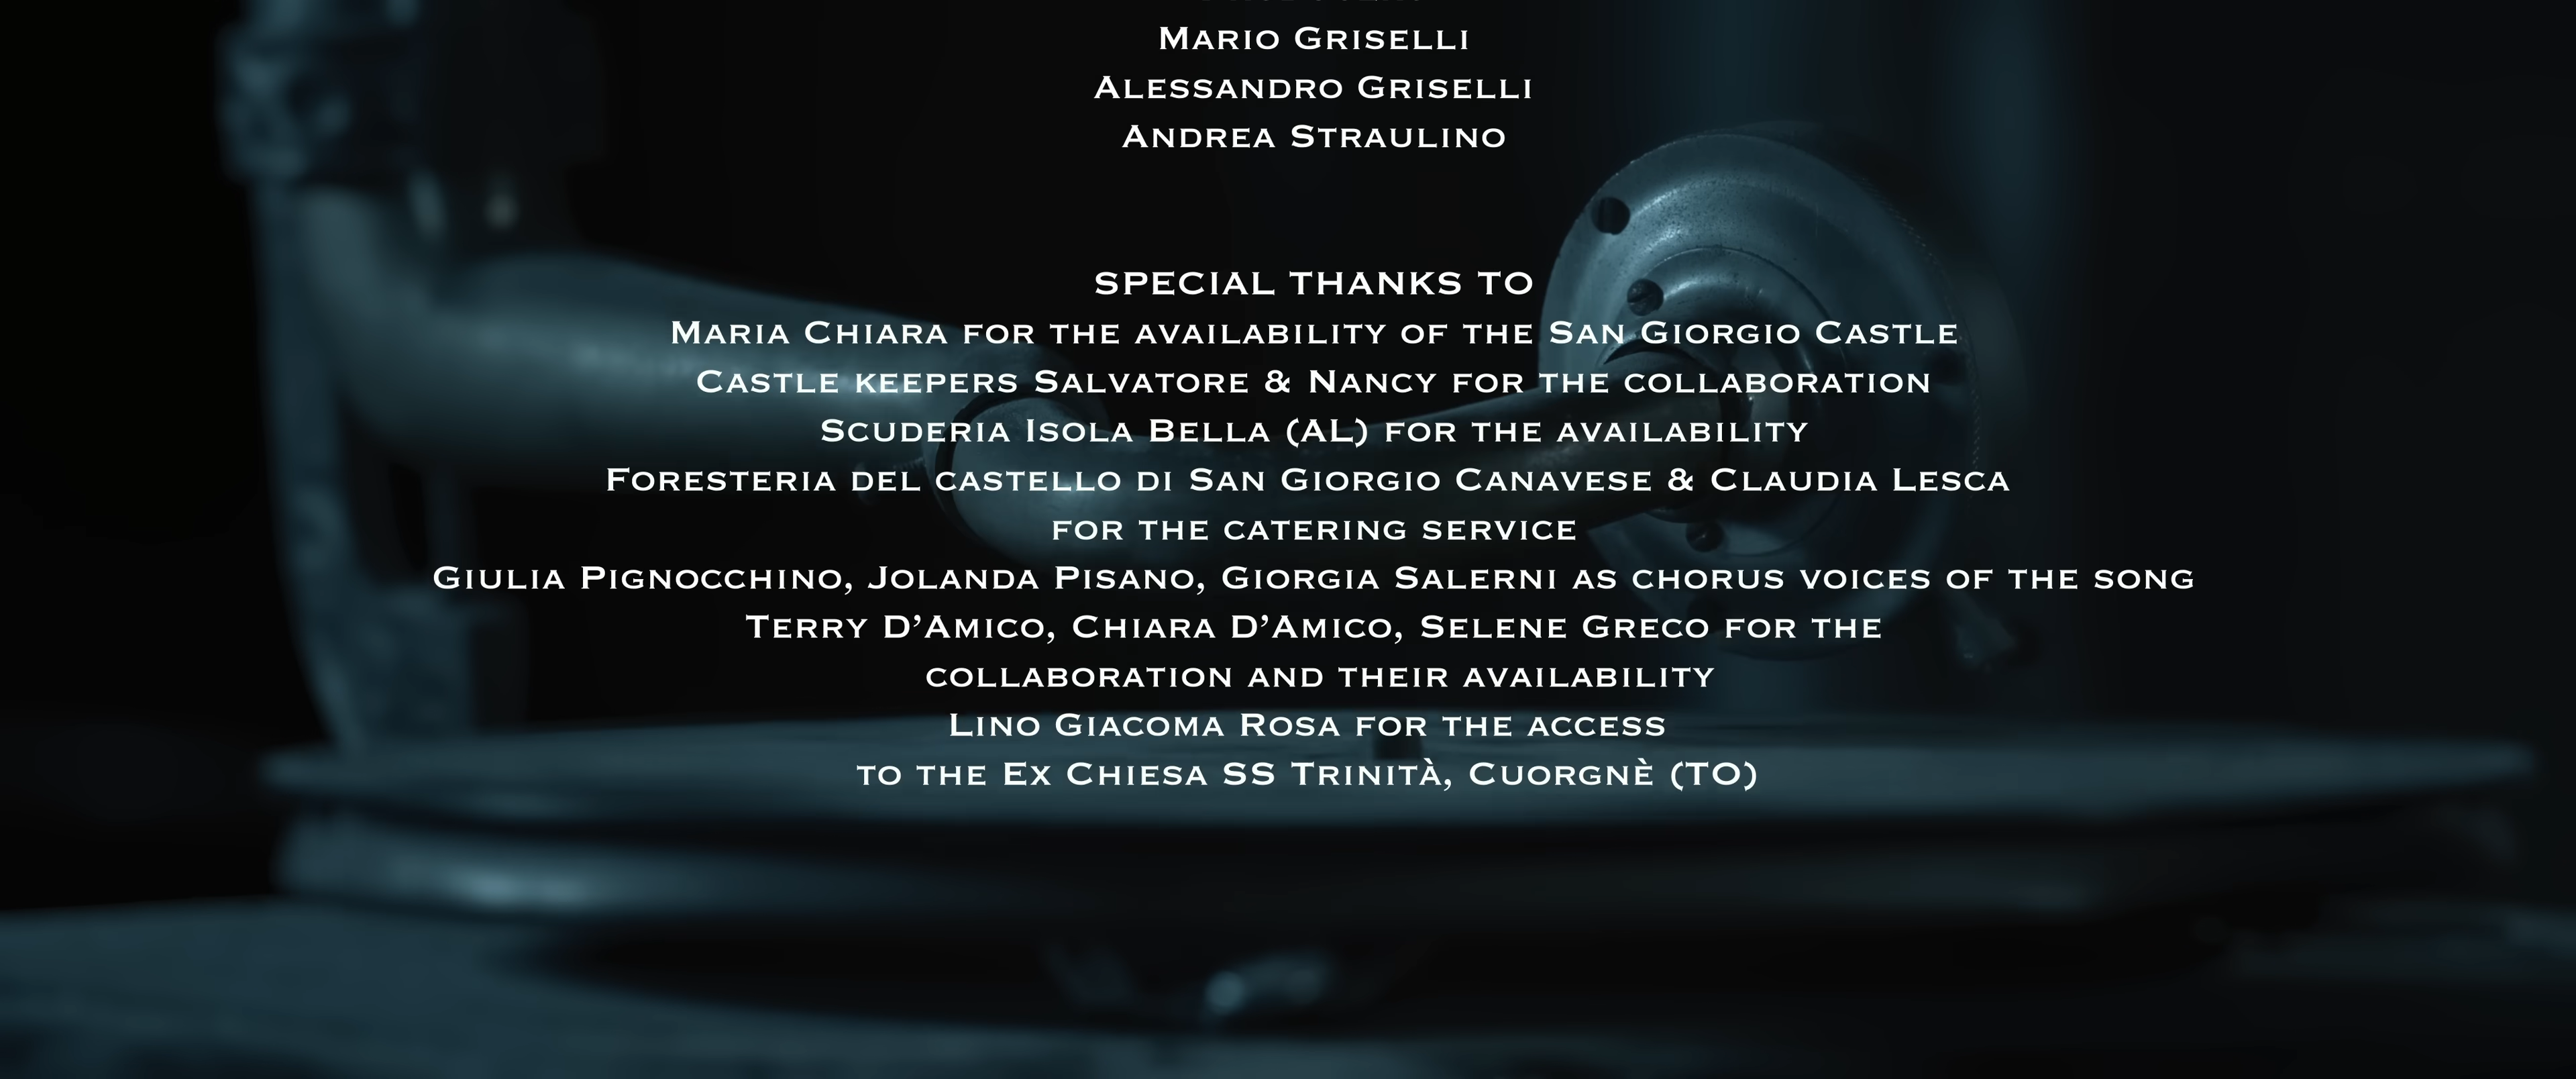 Mario Griselli
Alessandro Griselli
Andrea Straulino
SPECIAL THANKS TO
Maria Chiara for the availability of the San Giorgio Castle
Castle keepers Salvatore & Nancy for the collaboration
Scuderia Isola Bella (AL) for the availability
Foresteria del castello di San Giorgio Canavese & Claudia Lesca
for the catering service
Giulia Pignocchino, Jolanda Pisano, Giorgia Salerni as chorus voices of the song
Terry D’Amico, Chiara D’Amico, Selene Greco for the
collaboration and their availability
Lino Giacoma Rosa for the access
to the Ex Chiesa SS Trinità, Cuorgnè (TO)